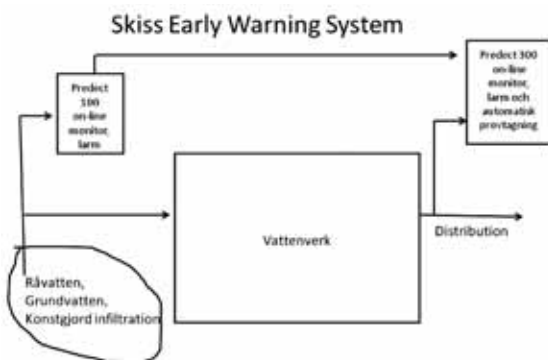 Skiss Early Warning System
Predect
100
on-line
monitor,
larm
Predect 300
on-line
monitor,
larm och
automatisk
provtagning
Vattenverk
Distribution
Råvatten,
Grundvatten,
Konstgjord infiltration